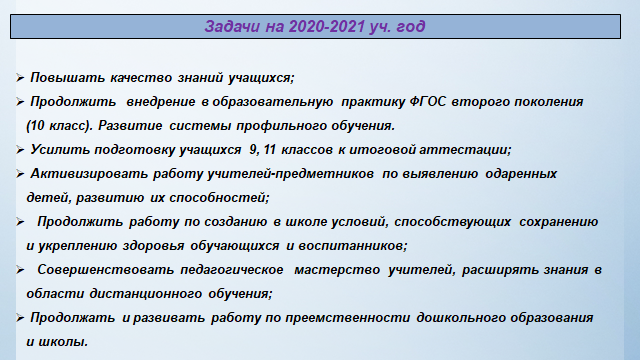 Задачи на 2020-2021 уч. год
Повышать качество знаний учащихся;
Продолжить внедрение в образовательную практику ФГОС второго поколения
(10 класс). Развитие системы профильного обучения.
Усилить подготовку учащихся 9, 11 классов к итоговой аттестации;
Активизировать работу учителей-предметников по выявлению одаренных
детей, развитию их способностей;
Продолжить работу по созданию в школе условий, способствующих сохранению
и укреплению здоровья обучающихся и воспитанников;
Совершенствовать педагогическое мастерство учителей, расширять знания в
области дистанционного обучения;
Продолжать и развивать работу по преемственности дошкольного образования
и школы.